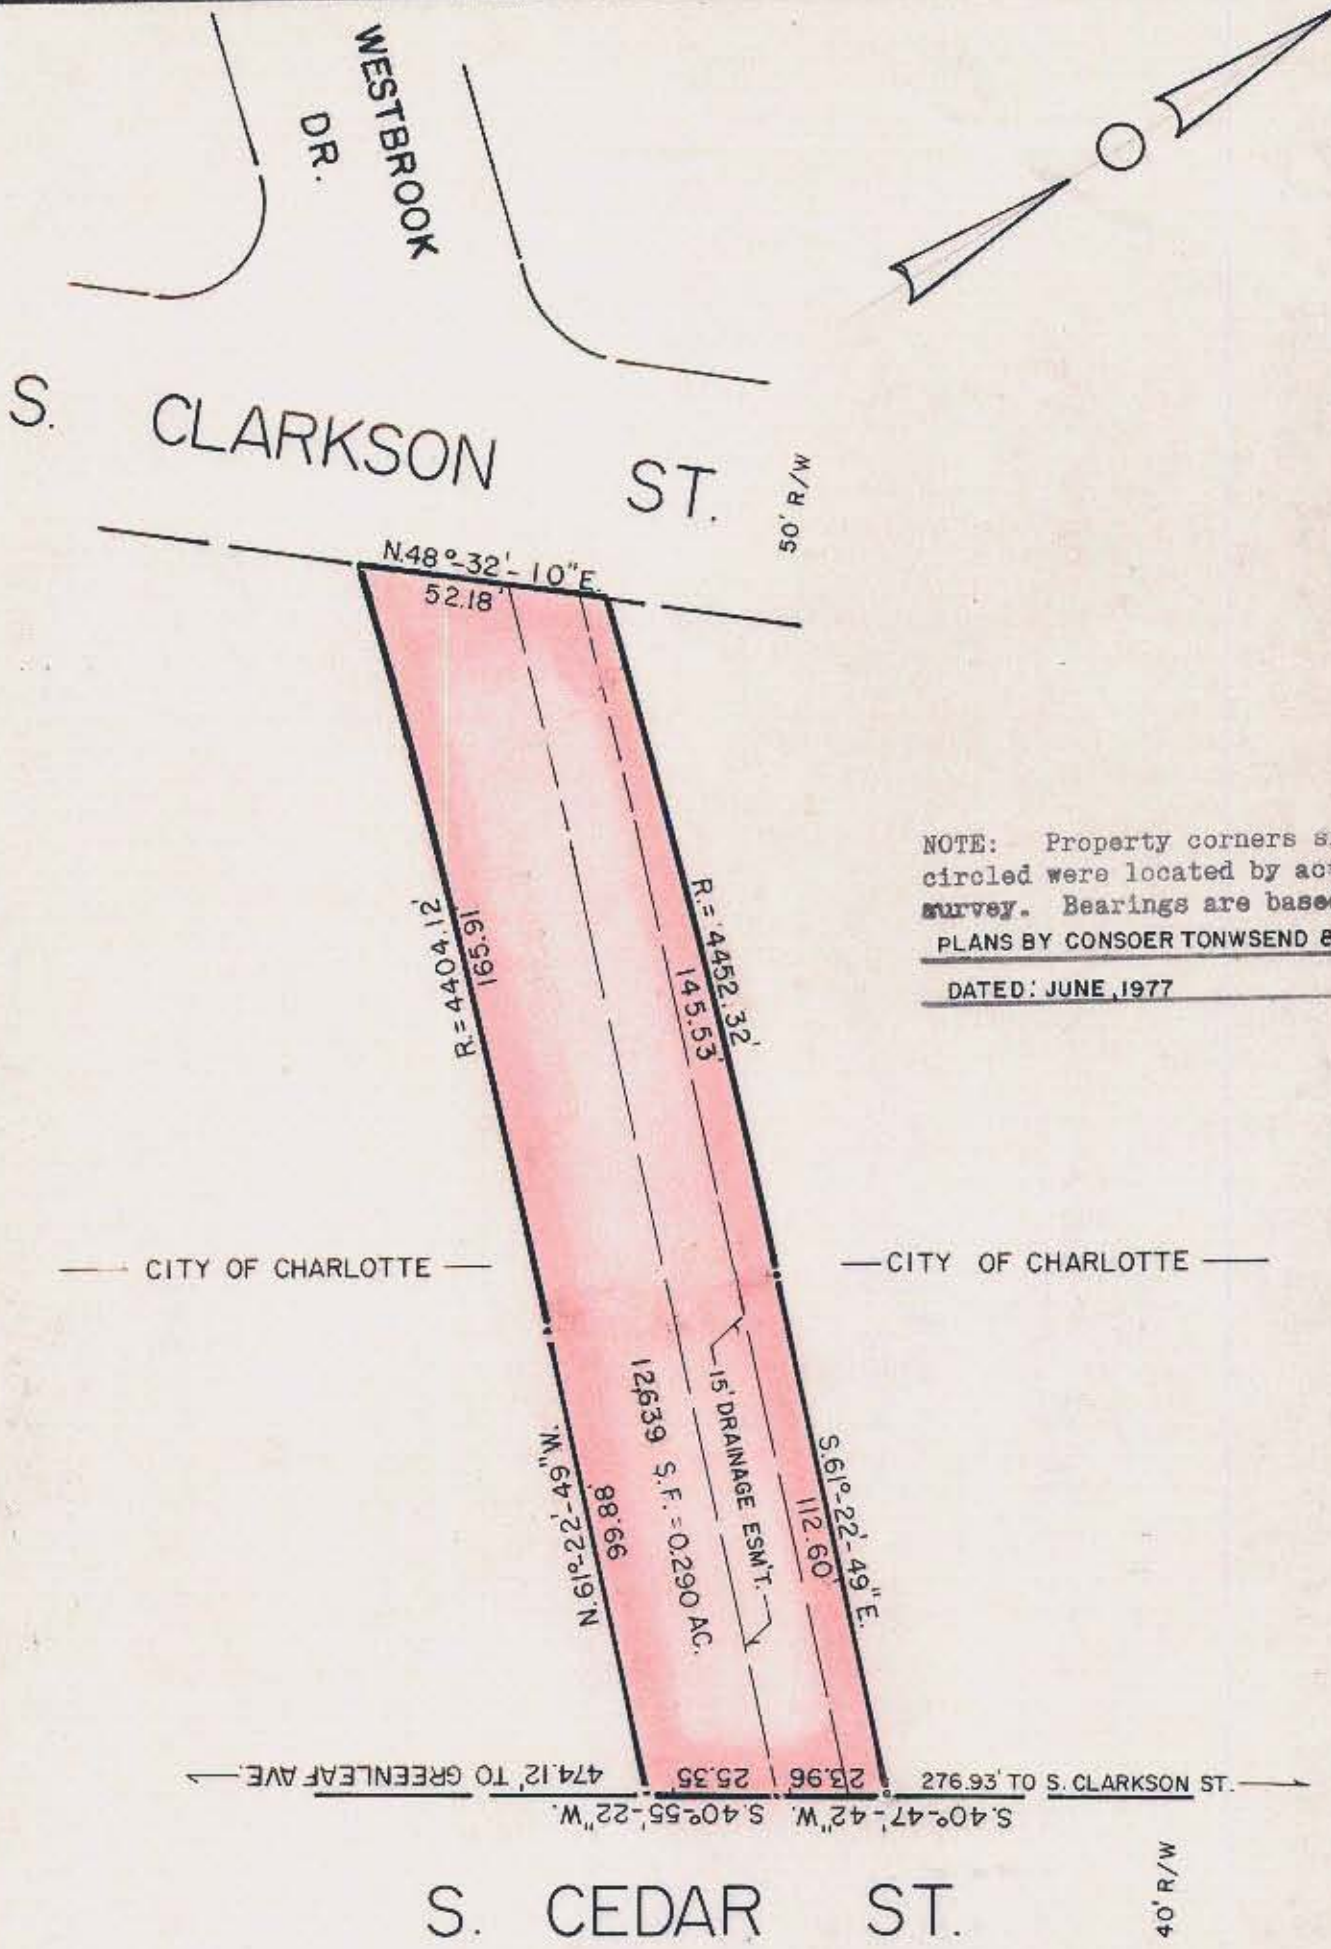 WESTBROOK
DR.
S. CLARKSON ST.
50' R/W
N.48°-32'-10"E.
52.18'
R.=4404.12'
165.91'
R.=4452.32'
145.53'
NOTE: Property corners
circled were located by
survey. Bearings are
PLANS BY CONSOER TONWSEND &
DATED: JUNE, 1977
CITY OF CHARLOTTE
CITY OF CHARLOTTE
N.61°-22'-49"W.
99.88'
12,639 S.F. = 0.290 AC.
15' DRAINAGE ESM'T.
S.61°-22'-49"E.
112.60'
474.12' TO GREENLEAF AVE.
25.35'
23.96'
276.93' TO S. CLARKSON ST.
S.40°-55'-22"W.
S.40°-47'-42"W.
S. CEDAR ST.
40' R/W